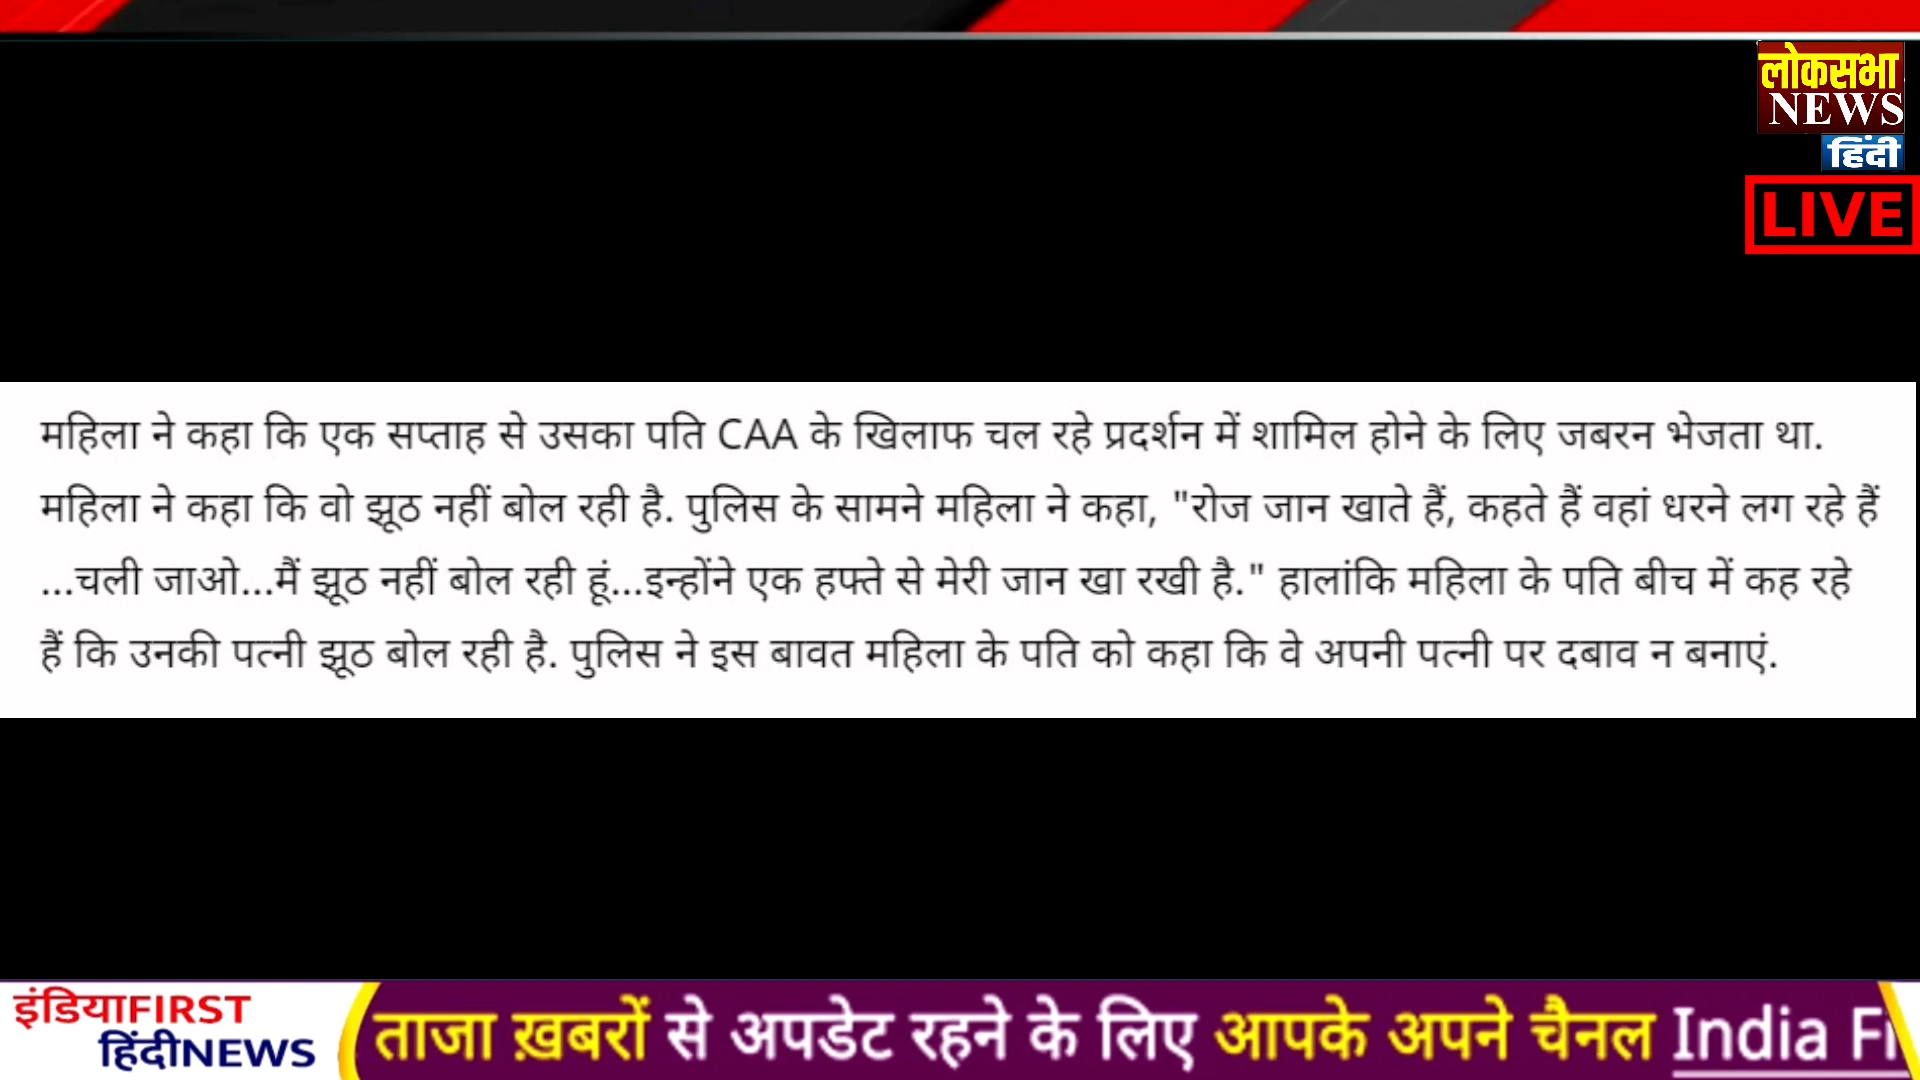 लोकसभा
NEWS
हिंदी
LIVE
महिला ने कहा कि एक सप्ताह से उसका पति CAA के खिलाफ चल रहे प्रदर्शन में शामिल होने के लिए जबरन भेजता था.
महिला ने कहा कि वो झूठ नहीं बोल रही है. पुलिस के सामने महिला ने कहा, "रोज जान खाते हैं, कहते हैं वहां धरने लग रहे हैं
...चली जाओ...मैं झूठ नहीं बोल रही हूं...इन्होंने एक हफ्ते से मेरी जान खा रखी है." हालांकि महिला के पति बीच में कह रहे
हैं कि उनकी पत्नी झूठ बोल रही है. पुलिस ने इस बावत महिला के पति को कहा कि वे अपनी पत्नी पर दबाव न बनाएं.
इंडियाFIRST
हिंदीNEWS
ताजा ख़बरों से अपडेट रहने के लिए आपके अपने चैनल India Fi